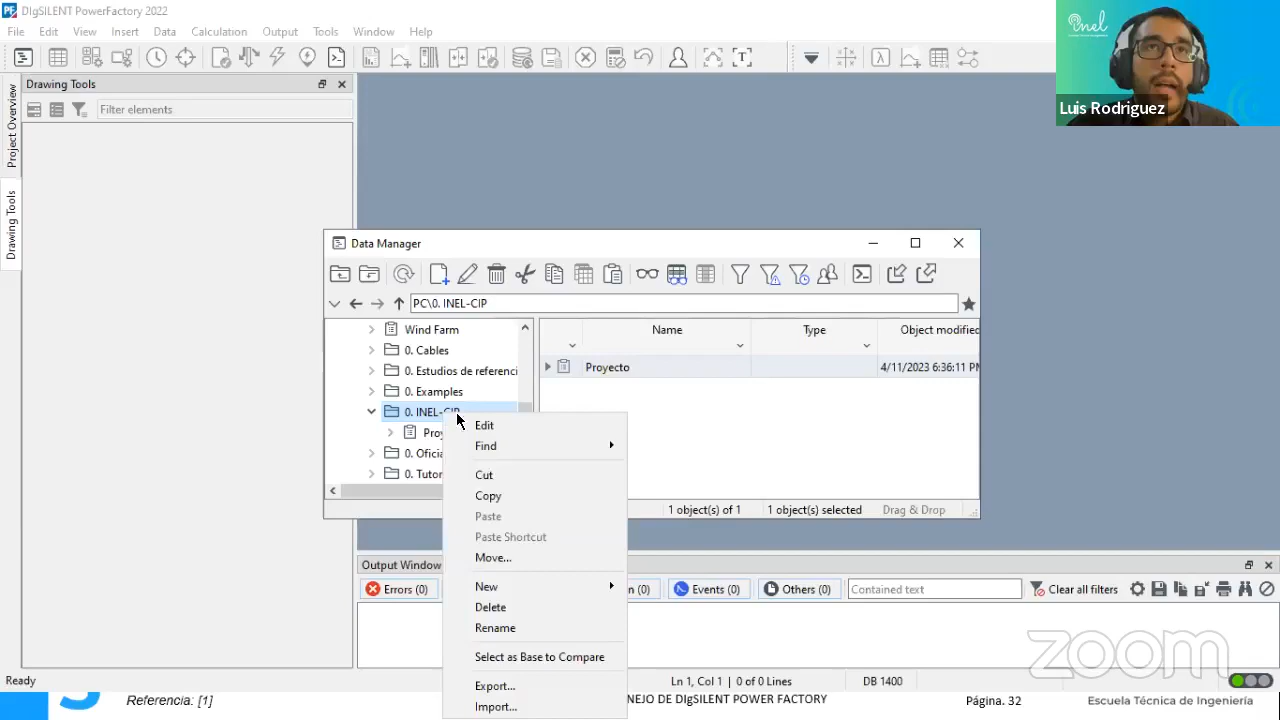 DIgSILENT PowerFactory 2022
File Edit View Insert Data Calculation Output Tools Window Help
inel
Luis Rodriguez
Drawing Tools
Filter elements
Project Overview
Drawing Tools
Data Manager
PC\0. INEL-CIP
Name Type Object modified
Wind Farm
0. Cables
0. Estudios de referenci
0. Examples
0. INEL-CIP
Proy
0. Oficia
0. Tutor
Proyecto 4/11/2023 6:36:11 PM
Edit
Find
Cut
Copy
Paste
Paste Shortcut
Move...
New
Delete
Rename
Select as Base to Compare
Export...
Import...
1 object(s) of 1 1 object(s) selected Drag & Drop
Output Window
Errors (0) n (0) Events (0) Others (0) Contained text Clear all filters
zoom
Ready Ln 1, Col 1 0 of 0 Lines DB 1400
Referencia: [1] NEJO DE DIgSILENT POWER FACTORY Página. 32 Escuela Técnica de Ingeniería